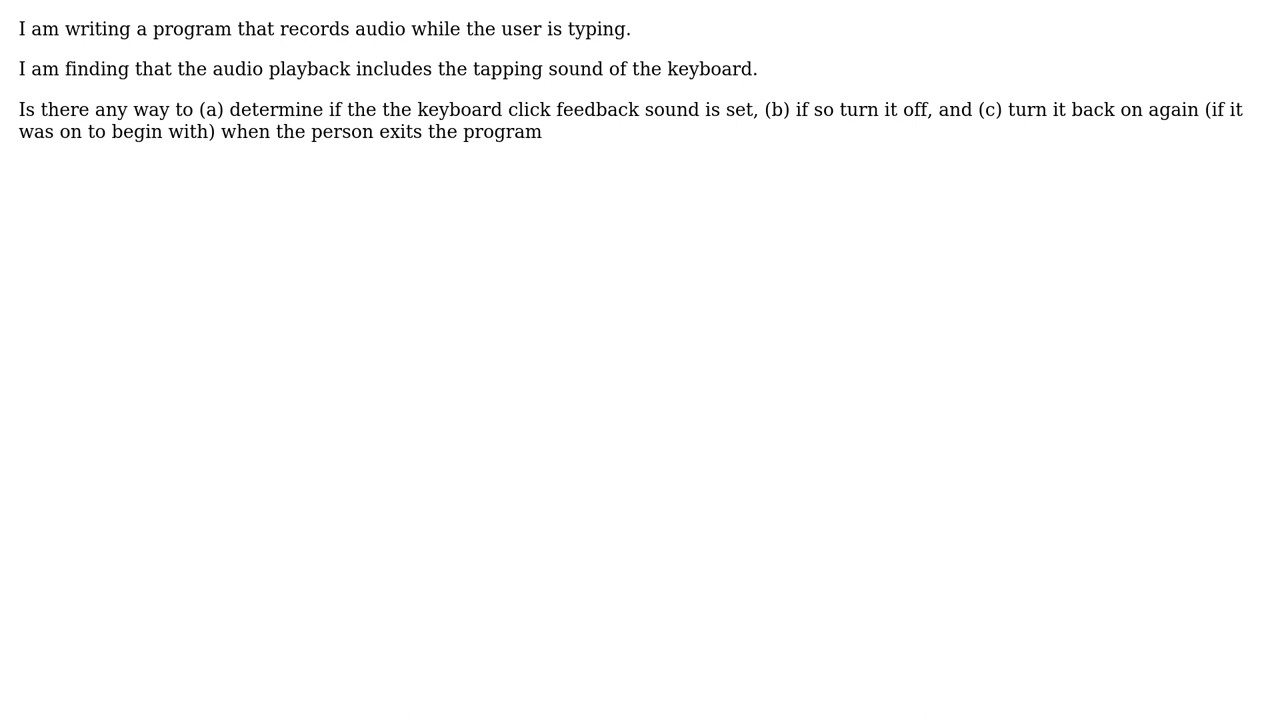 I am writing a program that records audio while the user is typing.
I am finding that the audio playback includes the tapping sound of the keyboard.
Is there any way to (a) determine if the the keyboard click feedback sound is set, (b) if so turn it off, and (c) turn it back on again (if it
was on to begin with) when the person exits the program